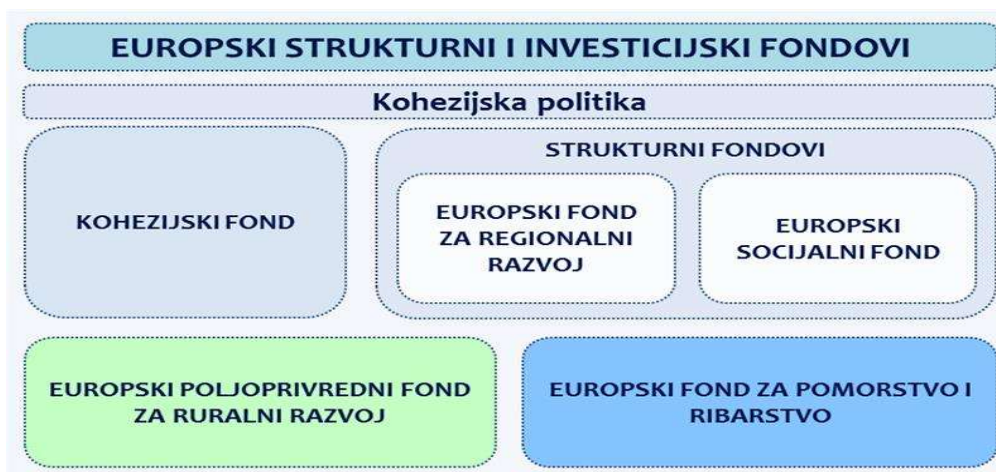 EUROPSKI STRUKTURNI I INVESTICIJSKI FONDOVI
Kohezijska politika
KOHEZIJSKI FOND
STRUKTURNI FONDOVI
EUROPSKI FOND
ZA REGIONALNI
RAZVOJ
EUROPSKI
SOCIJALNI FOND
EUROPSKI POLJOPRIVREDNI FOND
ZA RURALNI RAZVOJ
EUROPSKI FOND ZA POMORSTVO I
RIBARSTVO